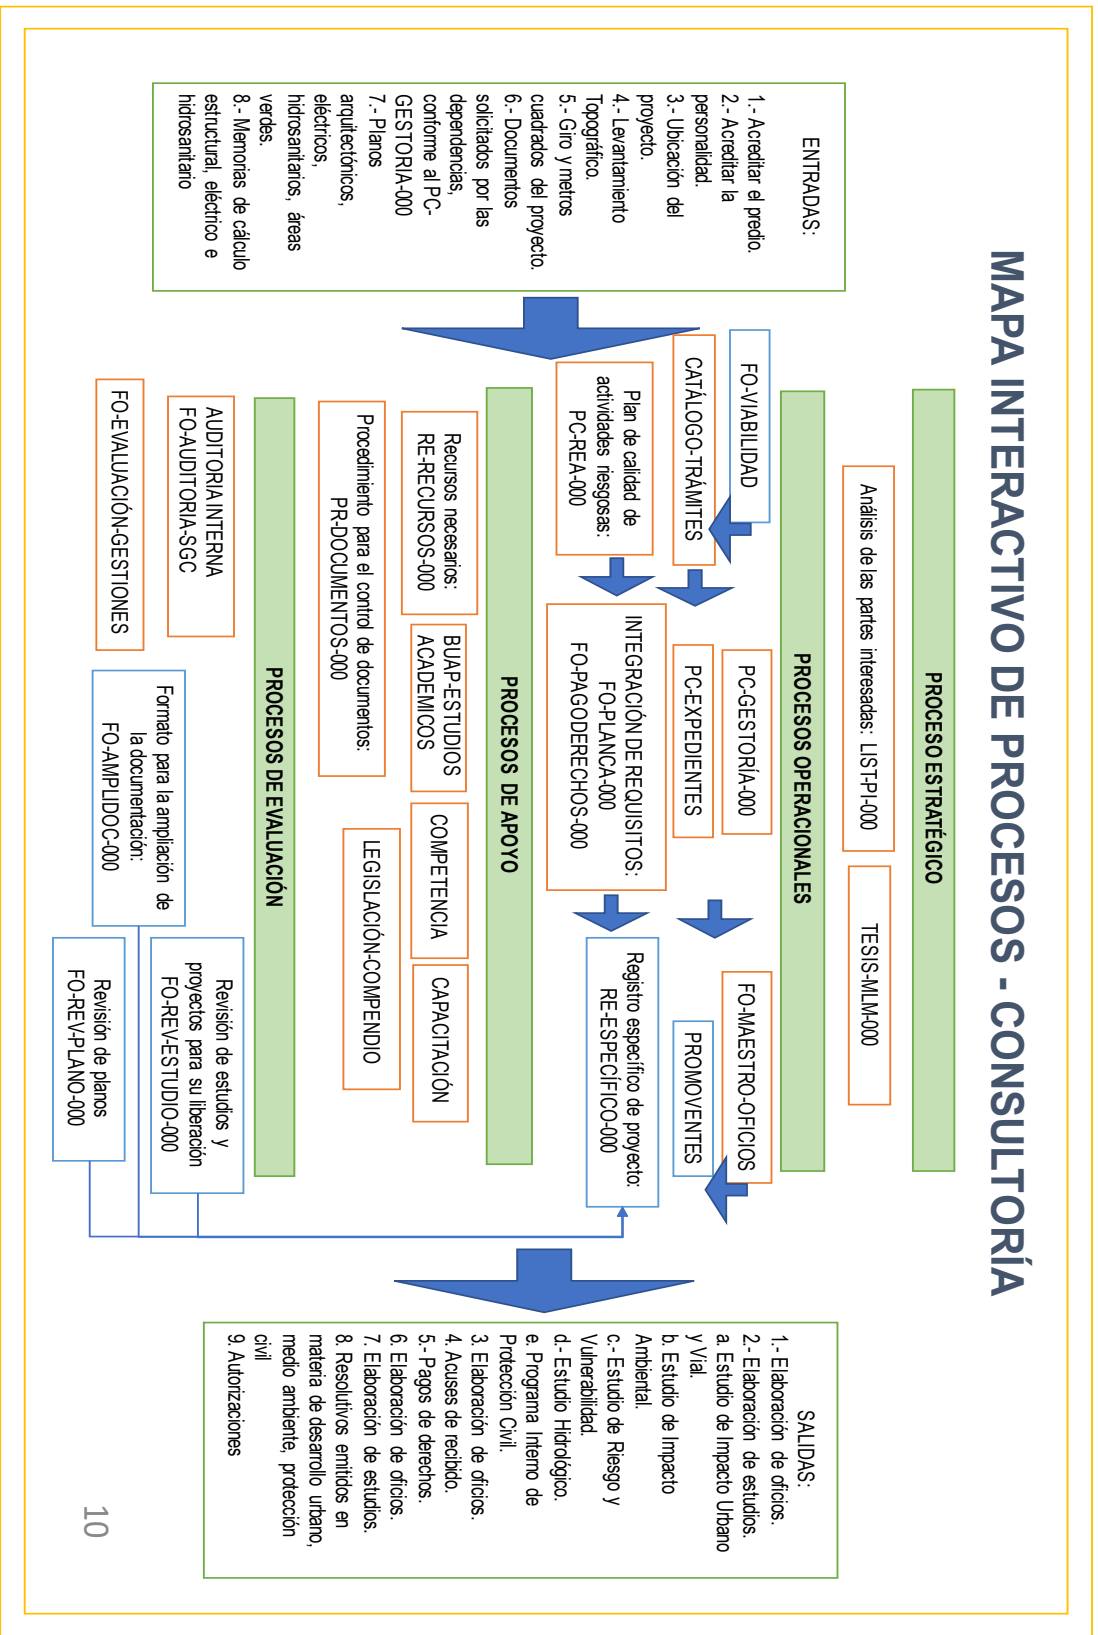 MAPA INTERACTIVO DE PROCESOS - CONSULTORÍA
ENTRADAS:
1.- Acreditar el predio.
2.- Acreditar la
personalidad.
3.- Ubicación del
proyecto.
4.- Levantamiento
Topográfico.
5.- Giro y metros
cuadrados del proyecto.
6.- Documentos
solicitados por las
dependencias,
conforme al PC-
GESTORIA-000
7.- Planos
arquitectónicos,
eléctricos,
hidrosanitarios, áreas
verdes.
8.- Memorias de cálculo
estructural, eléctrico e
hidrosanitario
PROCESO ESTRATÉGICO
Análisis de las partes interesadas: LIST-PI-000
TESIS-MLM-000
PROCESOS OPERACIONALES
FO-VIABILIDAD
CATÁLOGO-TRÁMITES
PC-GESTORÍA-000
PC-EXPEDIENTES
FO-MAESTRO-OFICIOS
PROMOVENTES
Plan de calidad de
actividades riesgosas:
PC-REA-000
INTEGRACIÓN DE REQUISITOS:
FO-PLANCA-000
FO-PAGODERECHOS-000
Registro específico de proyecto:
RE-ESPECÍFICO-000
PROCESOS DE APOYO
Recursos necesarios:
RE-RECURSOS-000
BUAP-ESTUDIOS
ACADEMICOS
COMPETENCIA
CAPACITACIÓN
Procedimiento para el control de documentos:
PR-DOCUMENTOS-000
LEGISLACIÓN-COMPENDIO
PROCESOS DE EVALUACIÓN
AUDITORIA INTERNA
FO-AUDITORIA-SGC
FO-EVALUACIÓN-GESTIONES
Formato para la ampliación de
la documentación:
FO-AMPLIDOC-000
Revisión de estudios y
proyectos para su liberación
FO-REV-ESTUDIO-000
Revisión de planos
FO-REV-PLANO-000
SALIDAS:
1.- Elaboración de oficios.
2.- Elaboración de estudios.
a. Estudio de Impacto Urbano
y Vial.
b. Estudio de Impacto
Ambiental.
c.- Estudio de Riesgo y
Vulnerabilidad.
d.- Estudio Hidrológico.
e. Programa Interno de
Protección Civil.
3. Elaboración de oficios.
4. Acuses de recibido.
5.- Pagos de derechos.
6. Elaboración de oficios.
7. Elaboración de estudios.
8. Resolutivos emitidos en
materia de desarrollo urbano,
medio ambiente, protección
civil
9. Autorizaciones
10